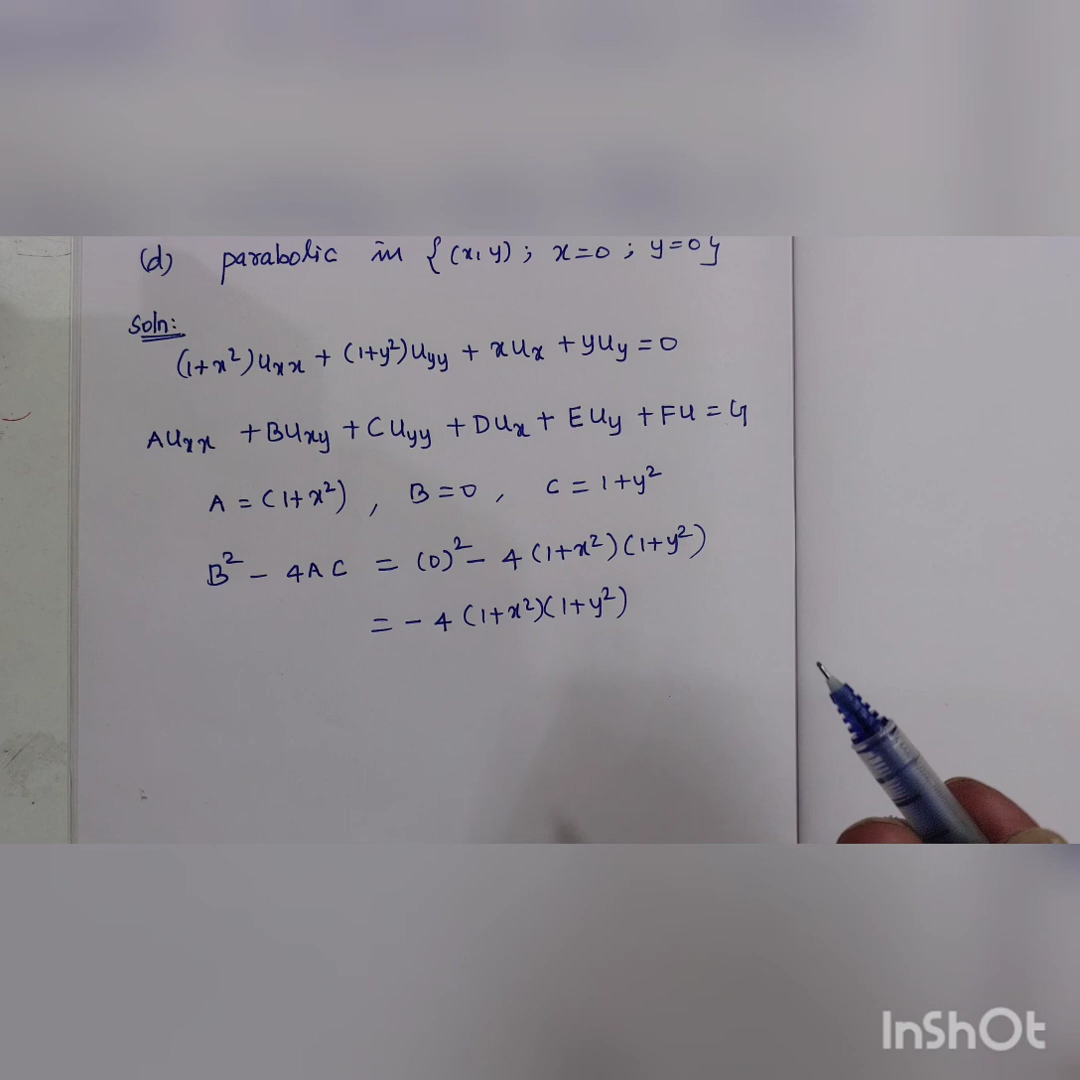 (d) parabolic in {(x,y) ; x=0 ; y=0}
Soln:
(1+x²)uxx + (1+y²)uyy + xux + yuy = 0
Auxx + Buxy + Cuyy + Dux + Euy + Fu = G
A = (1+x²) , B = 0 , C = 1+y²
B² - 4AC = (0)² - 4(1+x²)(1+y²)
= -4(1+x²)(1+y²)
InShOt